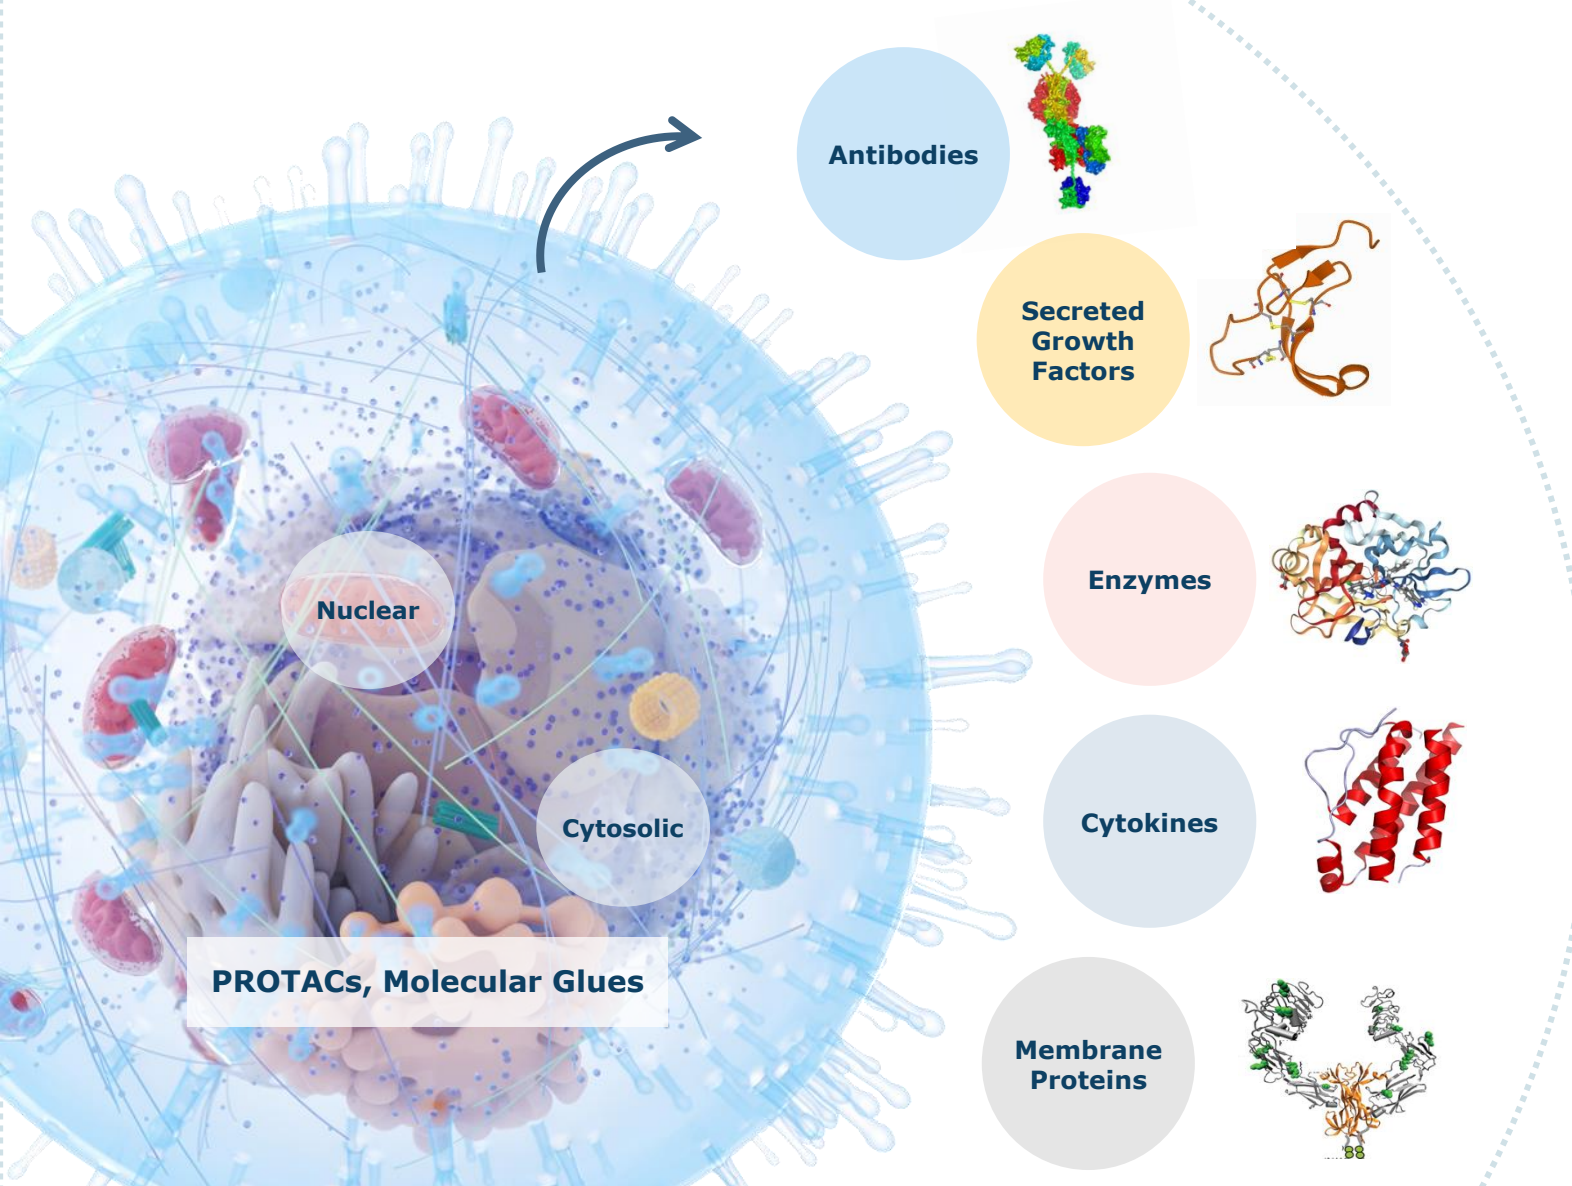 Antibodies
Secreted
Growth
Factors
Enzymes
Nuclear
Cytokines
Cytosolic
PROTACs, Molecular Glues
Membrane
Proteins